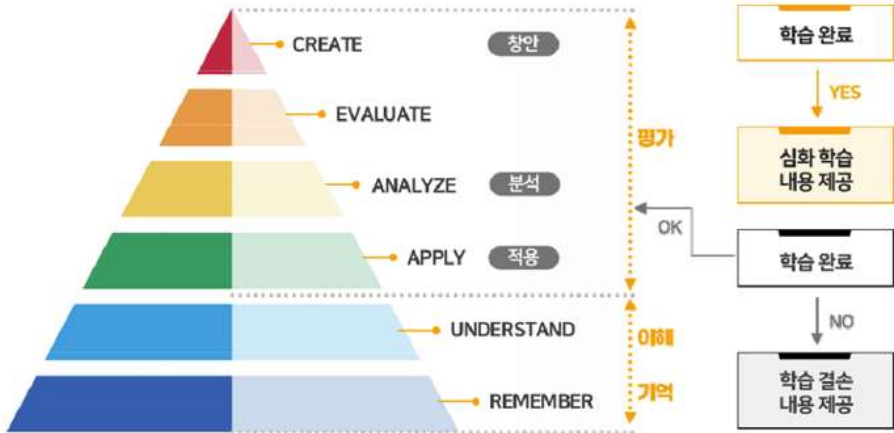 CREATE
창안
EVALUATE
평가
ANALYZE
분석
APPLY
적용
UNDERSTAND
이해
REMEMBER
기억
학습 완료
YES
심화 학습
내용 제공
OK
학습 완료
NO
학습 결손
내용 제공